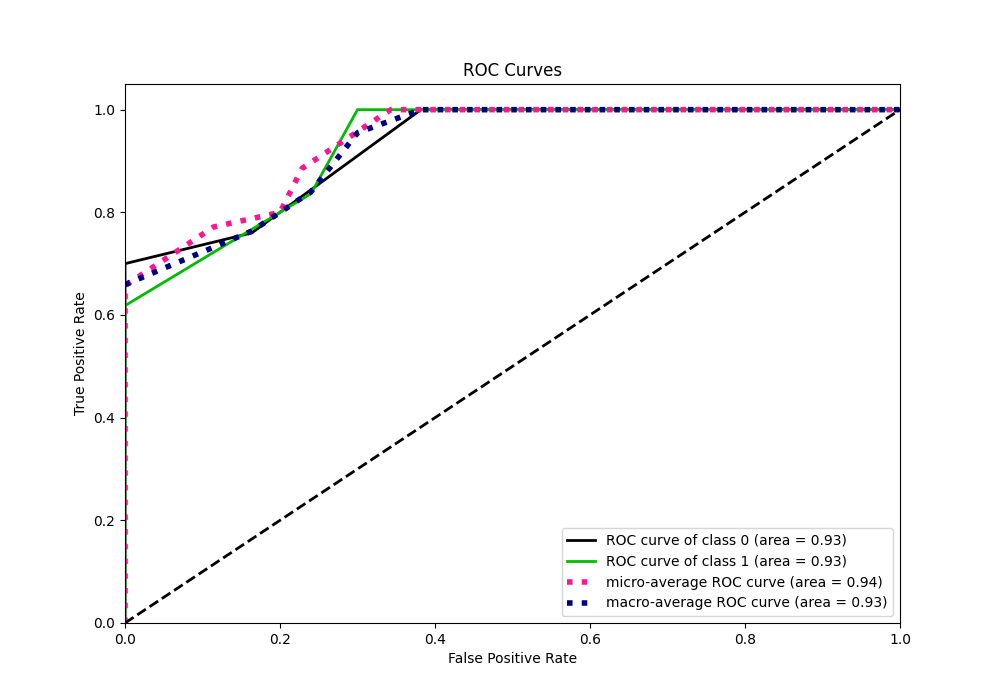 ROC Curves
1.0
0.8
0.6
0.4
0.2
0.0
True Positive Rate
0.0 0.2 0.4 0.6 0.8 1.0
False Positive Rate
ROC curve of class 0 (area = 0.93)
ROC curve of class 1 (area = 0.93)
micro-average ROC curve (area = 0.94)
macro-average ROC curve (area = 0.93)